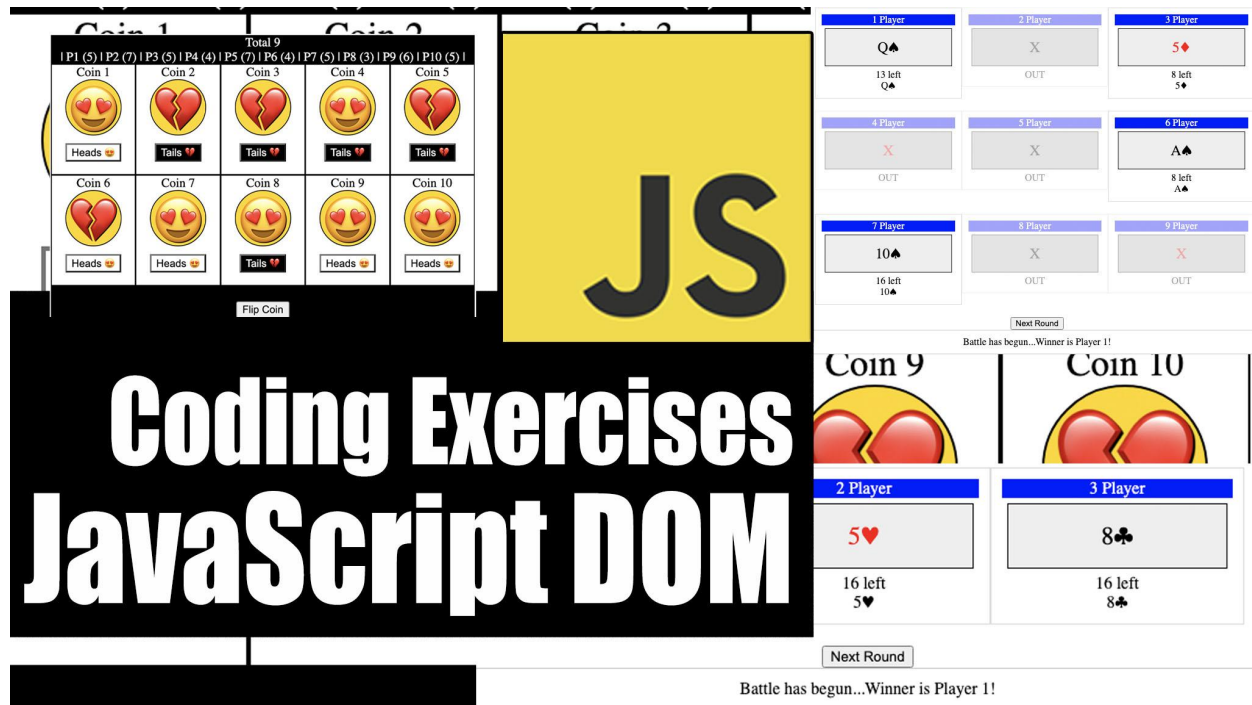 Coin 1
Coin 2
Total 9
| P1 (5) | P2 (7) | P3 (5) | P4 (4) | P5 (7) | P6 (4) | P7 (5) | P8 (3) | P9 (6) | P10 (5) |
Coin 1 Coin 2 Coin 3 Coin 4 Coin 5
Heads 😍 Tails 💔 Tails 💔 Tails 💔 Tails 💔
Coin 6 Coin 7 Coin 8 Coin 9 Coin 10
Heads 😍 Heads 😍 Tails 💔 Heads 😍 Heads 😍
Flip Coin
JS
Coding Exercises
JavaScript DOM
1 Player 2 Player 3 Player
Q♠ X 5♦
13 left OUT 8 left
Q♠ 5♦
4 Player 5 Player 6 Player
X X A♠
OUT OUT 8 left
A♠
7 Player 8 Player 9 Player
10♠ X X
16 left OUT OUT
10♠
Next Round
Battle has begun...Winner is Player 1!
Coin 9 Coin 10
2 Player 3 Player
5♥ 8♣
16 left 16 left
5♥ 8♣
Next Round
Battle has begun...Winner is Player 1!